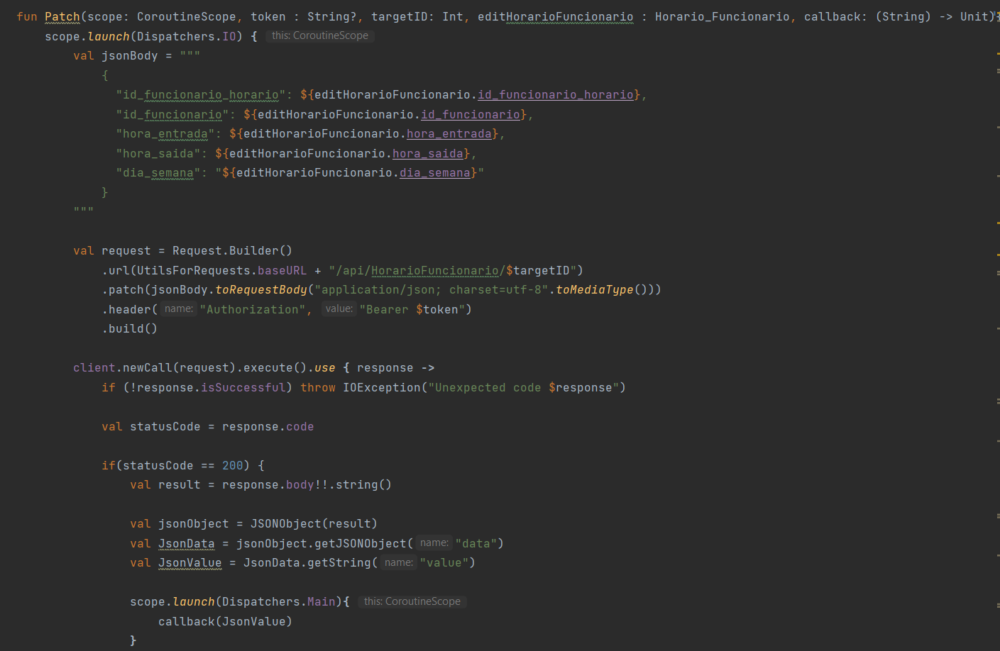 fun Patch(scope: CoroutineScope, token : String?, targetID: Int, editHorarioFuncionario : Horario_Funcionario, callback: (String) -> Unit)
    scope.launch(Dispatchers.IO) { this: CoroutineScope
        val jsonBody = """
            {
              "id_funcionario_horario": ${editHorarioFuncionario.id_funcionario_horario},
              "id_funcionario": ${editHorarioFuncionario.id_funcionario},
              "hora_entrada": ${editHorarioFuncionario.hora_entrada},
              "hora_saida": ${editHorarioFuncionario.hora_saida},
              "dia_semana": "${editHorarioFuncionario.dia_semana}"
            }
        """
        val request = Request.Builder()
            .url(UtilsForRequests.baseURL + "/api/HorarioFuncionario/$targetID")
            .patch(jsonBody.toRequestBody("application/json; charset=utf-8".toMediaType()))
            .header( name: "Authorization", value: "Bearer $token")
            .build()
        client.newCall(request).execute().use { response ->
            if (!response.isSuccessful) throw IOException("Unexpected code $response")
            val statusCode = response.code
            if(statusCode == 200) {
                val result = response.body!!.string()
                val jsonObject = JSONObject(result)
                val JsonData = jsonObject.getJSONObject( name: "data")
                val JsonValue = JsonData.getString( name: "value")
                scope.launch(Dispatchers.Main){ this: CoroutineScope
                    callback(JsonValue)
                }